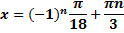 x = (−1)ⁿ π/18 + πn/3